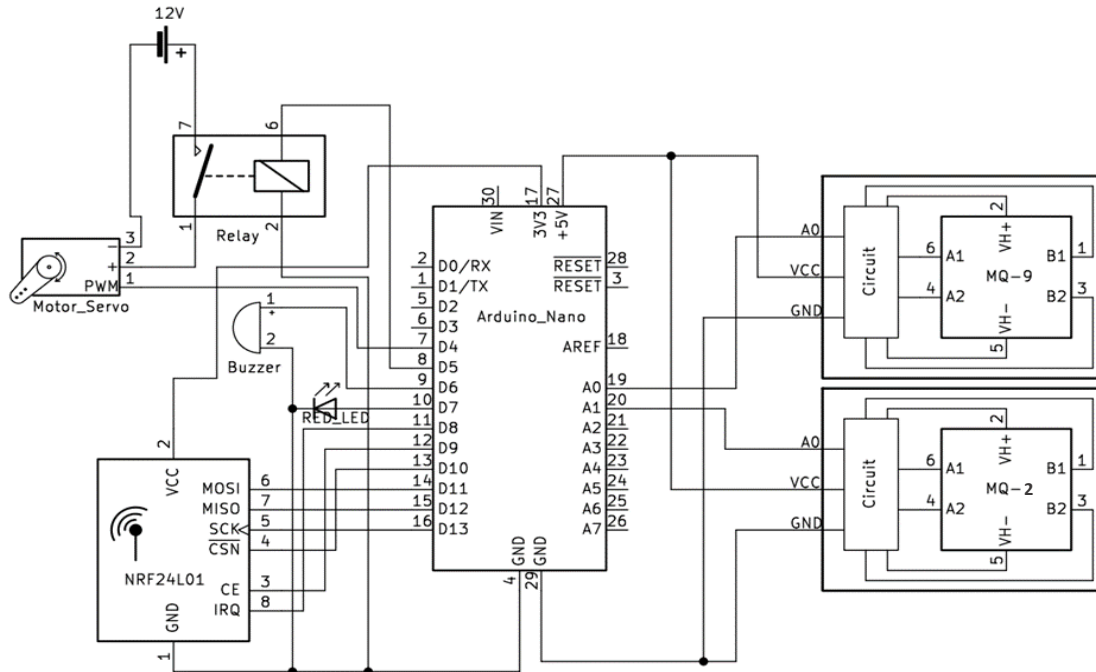 12V
+
7
6
1
2
Relay
3
-
2
+
1
PWM
Motor_Servo
1
+
2
Buzzer
RED_LED
30
VIN
17
3V3
27
+5V
2 D0/RX
1 D1/TX
5 D2
6 D3
7 D4
8 D5
9 D6
10 D7
11 D8
12 D9
13 D10
14 D11
15 D12
16 D13
Arduino_Nano
RESET 28
RESET 3
AREF 18
A0 19
A1 20
A2 21
A3 22
A4 23
A5 24
A6 25
A7 26
GND GND
4 29
2
VCC
MOSI 6
MISO 7
SCK 5
CSN 4
NRF24L01
CE 3
IRQ 8
GND
1
A0
VCC
GND
Circuit
6 A1
4 A2
2
VH+
MQ-9
VH-
5
B1 1
B2 3
A0
VCC
GND
Circuit
6 A1
4 A2
2
VH+
MQ-2
VH-
5
B1 1
B2 3